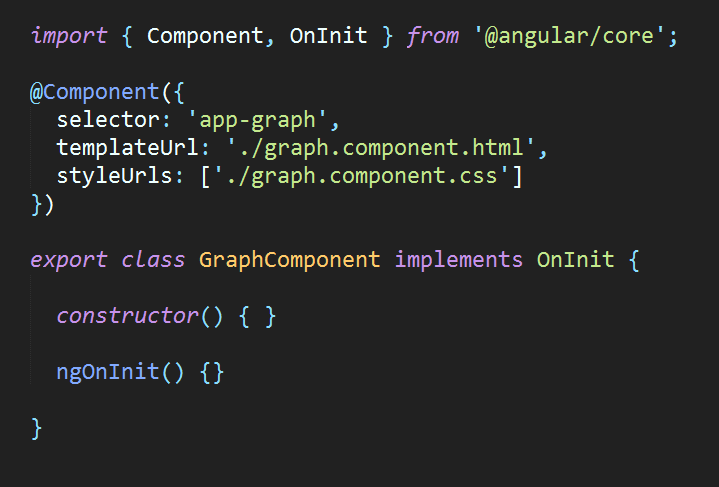 import { Component, OnInit } from '@angular/core';
@Component({
selector: 'app-graph',
templateUrl: './graph.component.html',
styleUrls: ['./graph.component.css']
})
export class GraphComponent implements OnInit {
constructor() { }
ngOnInit() {}
}